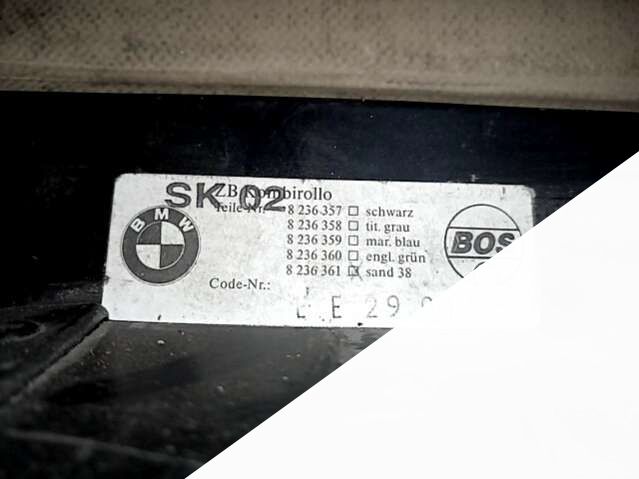 SK 02
ZB Kombirollo
Teile-Nr.: 8 236 357 schwarz
8 236 358 tit. grau
8 236 359 mar. blau
8 236 360 engl. grün
8 236 361 sand 38
Code-Nr.:
E 29
BMW
BOS